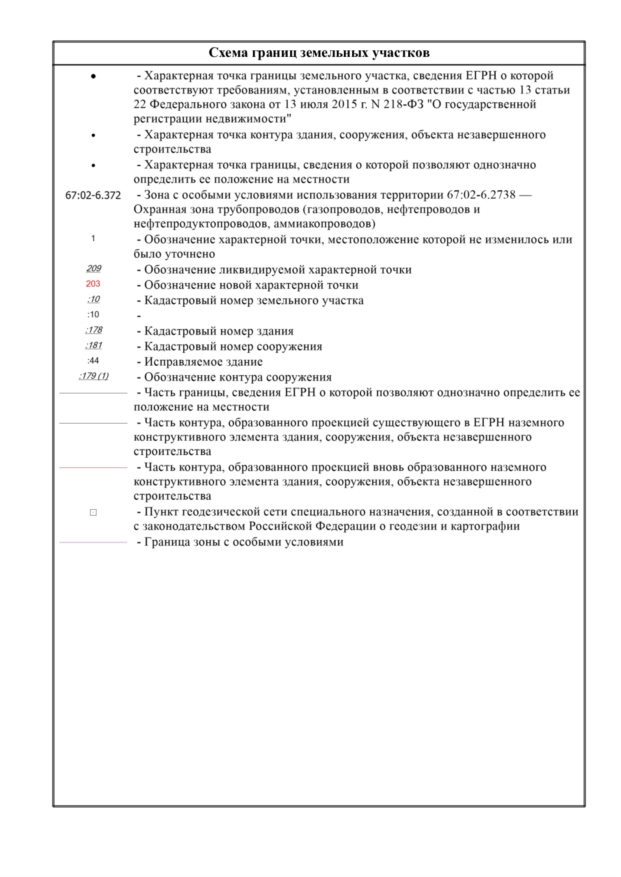 Схема границ земельных участков
- Характерная точка границы земельного участка, сведения ЕГРН о которой
соответствуют требованиям, установленным в соответствии с частью 13 статьи
22 Федерального закона от 13 июля 2015 г. N 218-ФЗ "О государственной
регистрации недвижимости"
- Характерная точка контура здания, сооружения, объекта незавершенного
строительства
- Характерная точка границы, сведения о которой позволяют однозначно
определить ее положение на местности
67:02-6.372 - Зона с особыми условиями использования территории 67:02-6.2738 —
Охранная зона трубопроводов (газопроводов, нефтепроводов и
нефтепродуктопроводов, аммиакопроводов)
1 - Обозначение характерной точки, местоположение которой не изменилось или
было уточнено
209 - Обозначение ликвидируемой характерной точки
203 - Обозначение новой характерной точки
:10 - Кадастровый номер земельного участка
:10 -
:178 - Кадастровый номер здания
:181 - Кадастровый номер сооружения
:44 - Исправляемое здание
:179 (1) - Обозначение контура сооружения
- Часть границы, сведения ЕГРН о которой позволяют однозначно определить ее
положение на местности
- Часть контура, образованного проекцией существующего в ЕГРН наземного
конструктивного элемента здания, сооружения, объекта незавершенного
строительства
- Часть контура, образованного проекцией вновь образованного наземного
конструктивного элемента здания, сооружения, объекта незавершенного
строительства
- Пункт геодезической сети специального назначения, созданной в соответствии
с законодательством Российской Федерации о геодезии и картографии
- Граница зоны с особыми условиями